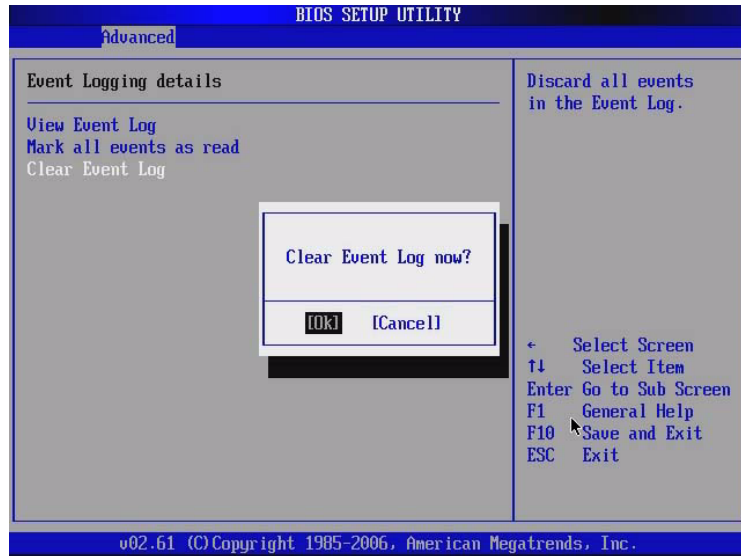 BIOS SETUP UTILITY
Advanced
Event Logging details
View Event Log
Mark all events as read
Clear Event Log
Clear Event Log now?
[Ok] [Cancel]
Discard all events
in the Event Log.
← Select Screen
↑↓ Select Item
Enter Go to Sub Screen
F1 General Help
F10 Save and Exit
ESC Exit
v02.61 (C)Copyright 1985-2006, American Megatrends, Inc.